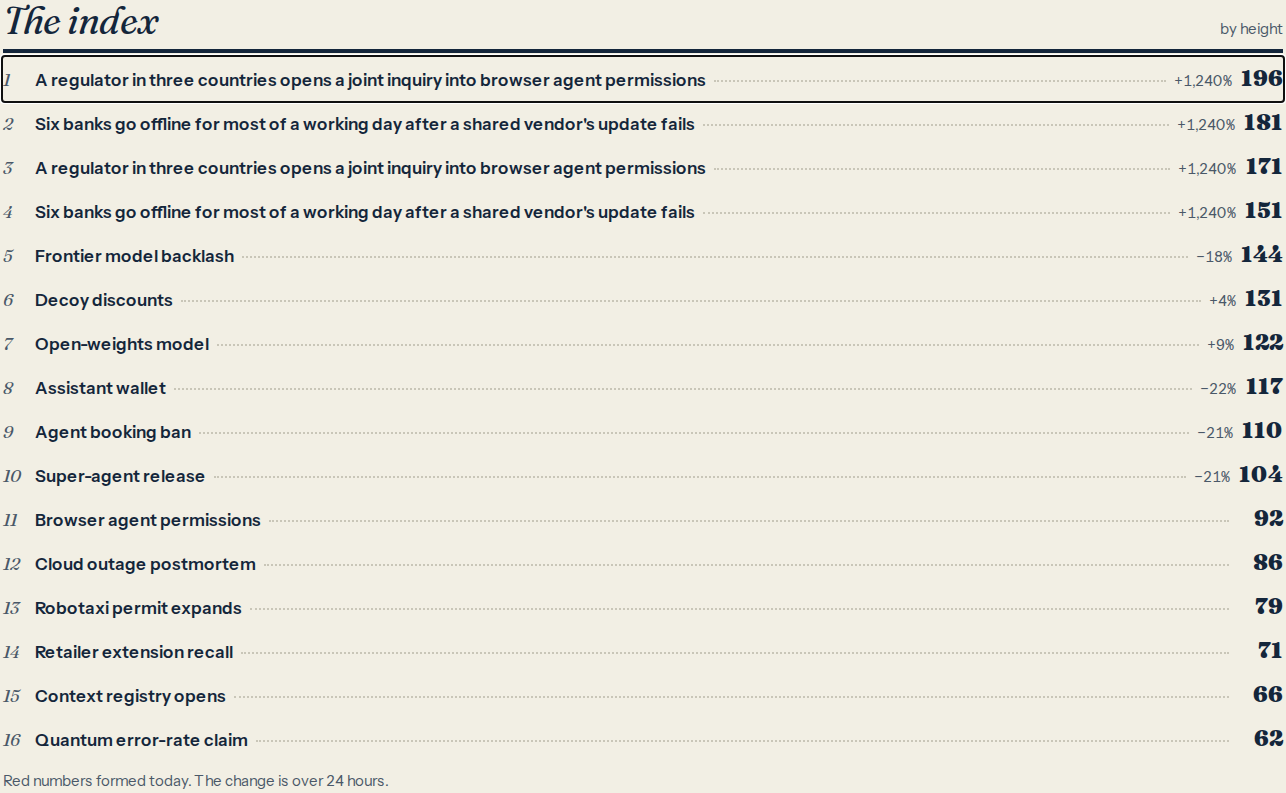 The index
by height
1 A regulator in three countries opens a joint inquiry into browser agent permissions +1,240% 196
2 Six banks go offline for most of a working day after a shared vendor's update fails +1,240% 181
3 A regulator in three countries opens a joint inquiry into browser agent permissions +1,240% 171
4 Six banks go offline for most of a working day after a shared vendor's update fails +1,240% 151
5 Frontier model backlash −18% 144
6 Decoy discounts +4% 131
7 Open-weights model +9% 122
8 Assistant wallet −22% 117
9 Agent booking ban −21% 110
10 Super-agent release −21% 104
11 Browser agent permissions 92
12 Cloud outage postmortem 86
13 Robotaxi permit expands 79
14 Retailer extension recall 71
15 Context registry opens 66
16 Quantum error-rate claim 62
Red numbers formed today. The change is over 24 hours.